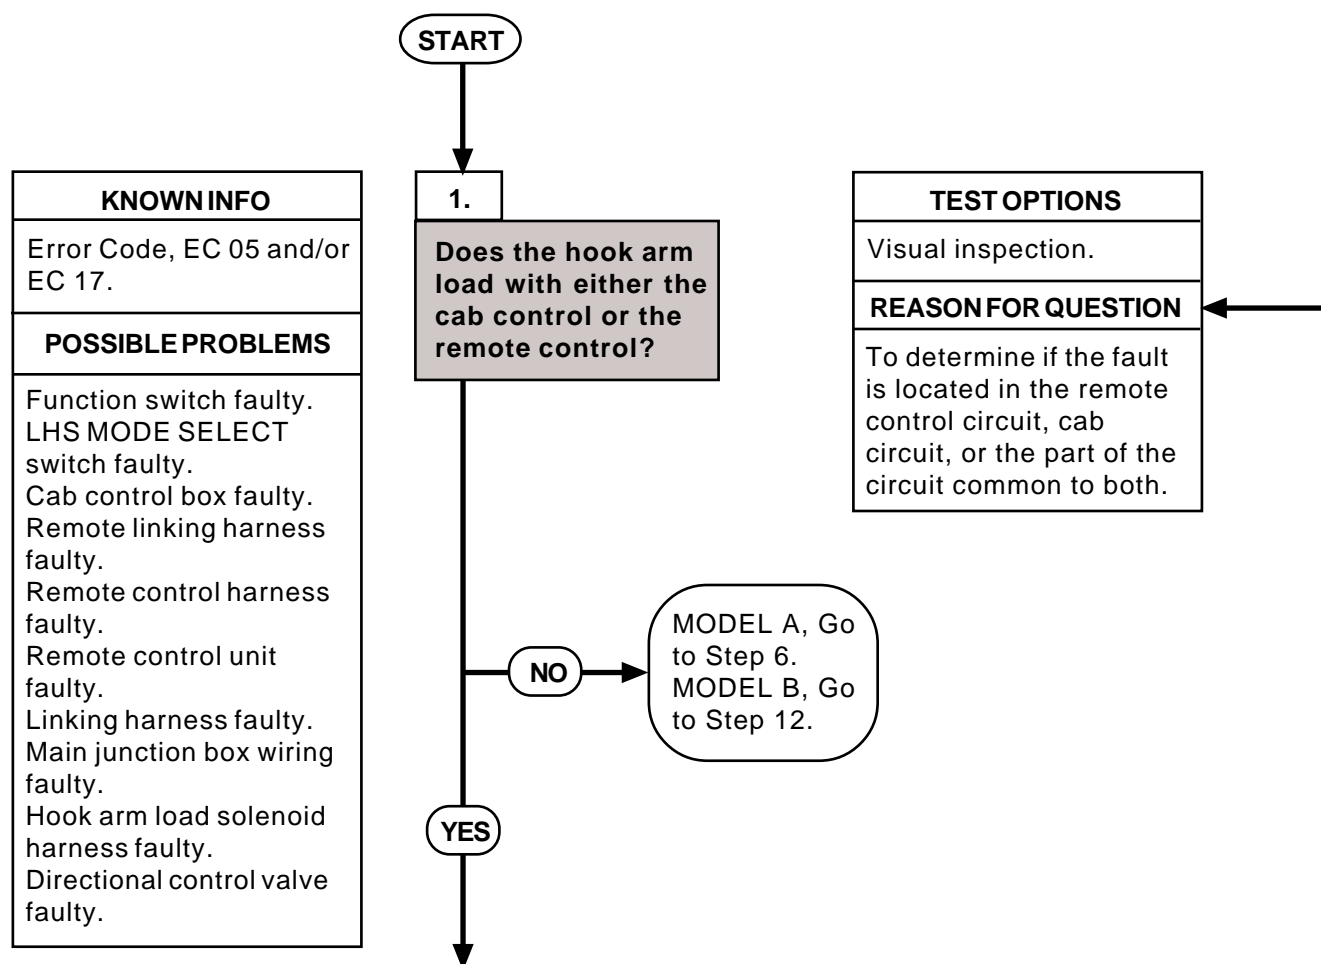 START
KNOWN INFO
Error Code, EC 05 and/or
EC 17.
POSSIBLE PROBLEMS
Function switch faulty.
LHS MODE SELECT
switch faulty.
Cab control box faulty.
Remote linking harness
faulty.
Remote control harness
faulty.
Remote control unit
faulty.
Linking harness faulty.
Main junction box wiring
faulty.
Hook arm load solenoid
harness faulty.
Directional control valve
faulty.
1.
Does the hook arm
load with either the
cab control or the
remote control?
TEST OPTIONS
Visual inspection.
REASON FOR QUESTION
To determine if the fault
is located in the remote
control circuit, cab
circuit, or the part of the
circuit common to both.
NO
MODEL A, Go
to Step 6.
MODEL B, Go
to Step 12.
YES